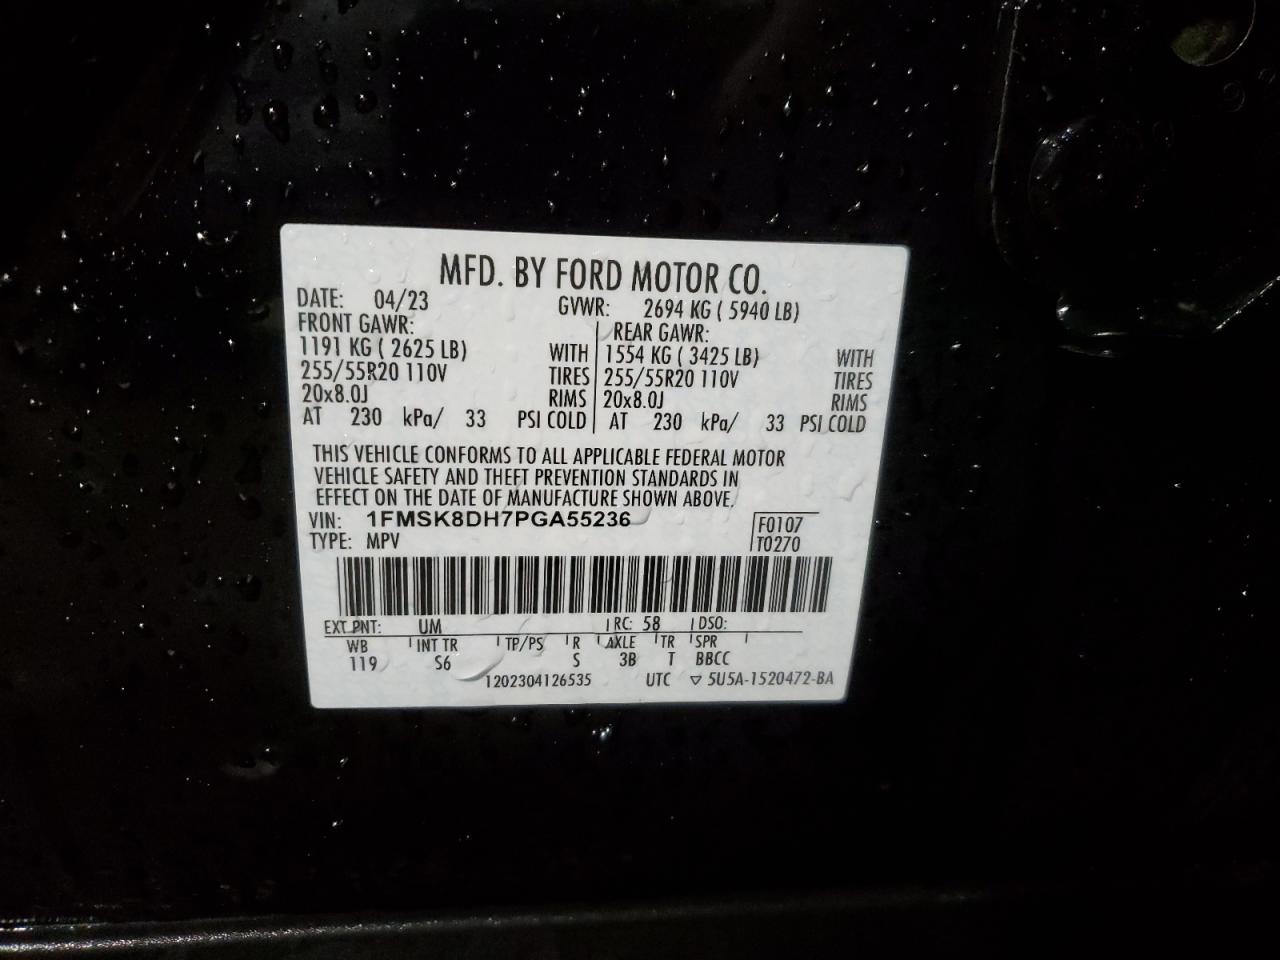 MFD. BY FORD MOTOR CO.
DATE: 04/23 GVWR: 2694 KG ( 5940 LB)
FRONT GAWR: REAR GAWR:
1191 KG ( 2625 LB) WITH 1554 KG ( 3425 LB) WITH
255/55R20 110V TIRES 255/55R20 110V TIRES
20x8.0J RIMS 20x8.0J RIMS
AT 230 kPa/ 33 PSI COLD AT 230 kPa/ 33 PSI COLD
THIS VEHICLE CONFORMS TO ALL APPLICABLE FEDERAL MOTOR
VEHICLE SAFETY AND THEFT PREVENTION STANDARDS IN
EFFECT ON THE DATE OF MANUFACTURE SHOWN ABOVE.
VIN: 1FMSK8DH7PGA55236 F0107
TYPE: MPV T0270
EXT PNT: UM RC: 58 DSO:
WB INT TR TP/PS R AXLE TR SPR
119 S6 S 3B T BBCC
1202304126535 UTC ▽ 5U5A-1520472-BA